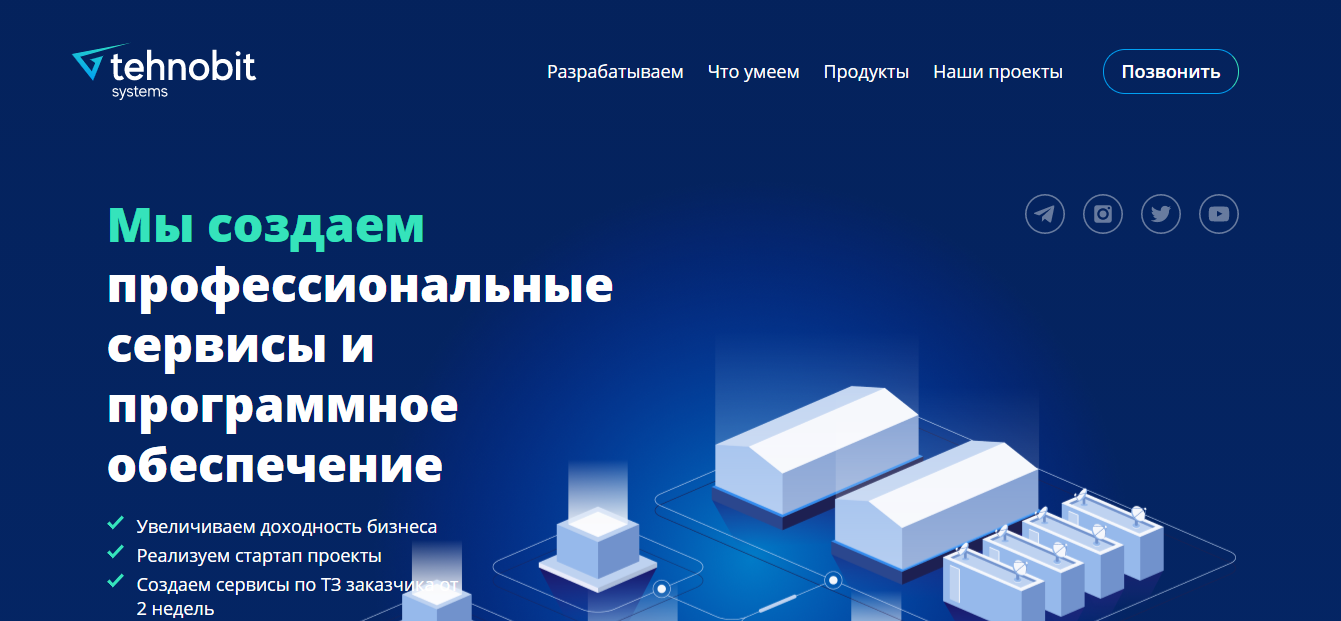 tehnobit
systems
Разрабатываем Что умеем Продукты Наши проекты Позвонить
Мы создаем
профессиональные
сервисы и
программное
обеспечение
Увеличиваем доходность бизнеса
Реализуем стартап проекты
Создаем сервисы по ТЗ заказчика от
2 недель